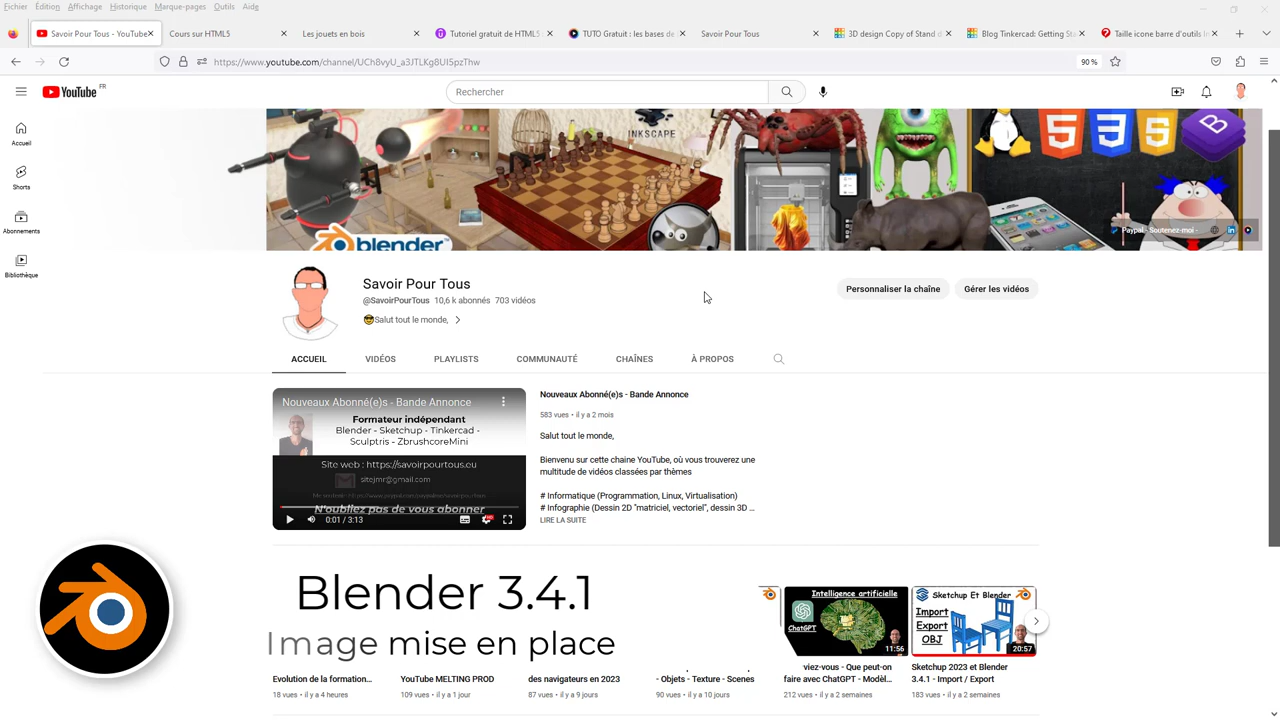 Fichier Édition Affichage Historique Marque-pages Outils Aide
Savoir Pour Tous - YouTube
Cours sur HTML5
Les jouets en bois
Tutoriel gratuit de HTML5 :
TUTO Gratuit : les bases de
Savoir Pour Tous
3D design Copy of Stand d
Blog Tinkercad: Getting Sta
Taille icone barre d'outils In
https://www.youtube.com/channel/UCh8vyU_a3JTLKg8UI5pzThw
90 %
YouTube FR
Rechercher
Accueil
Shorts
Abonnements
Bibliothèque
INKSCAPE
blender
Paypal - Soutenez-moi -
Savoir Pour Tous
@SavoirPourTous 10,6 k abonnés 703 vidéos
Salut tout le monde,
Personnaliser la chaîne
Gérer les vidéos
ACCUEIL VIDÉOS PLAYLISTS COMMUNAUTÉ CHAÎNES À PROPOS
Nouveaux Abonné(e)s - Bande Annonce
Formateur indépendant
Blender - Sketchup - Tinkercad -
Sculptris - ZbrushcoreMini
Site web : https://savoirpourtous.eu
sitejmr@gmail.com
N'oubliez pas de vous abonner
0:01 / 3:13
Nouveaux Abonné(e)s - Bande Annonce
583 vues • il y a 2 mois
Salut tout le monde,
Bienvenu sur cette chaine YouTube, où vous trouverez une
multitude de vidéos classées par thèmes
# Informatique (Programmation, Linux, Virtualisation)
# Infographie (Dessin 2D "matriciel, vectoriel", dessin 3D ...
LIRE LA SUITE
Blender 3.4.1
Image mise en place
Intelligence artificielle
ChatGPT
11:56
Sketchup Et Blender
Import
Export
OBJ
20:57
Evolution de la formation...
18 vues • il y a 4 heures
YouTube MELTING PROD
109 vues • il y a 1 jour
des navigateurs en 2023
87 vues • il y a 9 jours
- Objets - Texture - Scenes
90 vues • il y a 10 jours
viez-vous - Que peut-on
faire avec ChatGPT - Modèl...
212 vues • il y a 2 semaines
Sketchup 2023 et Blender
3.4.1 - Import / Export
183 vues • il y a 2 semaines